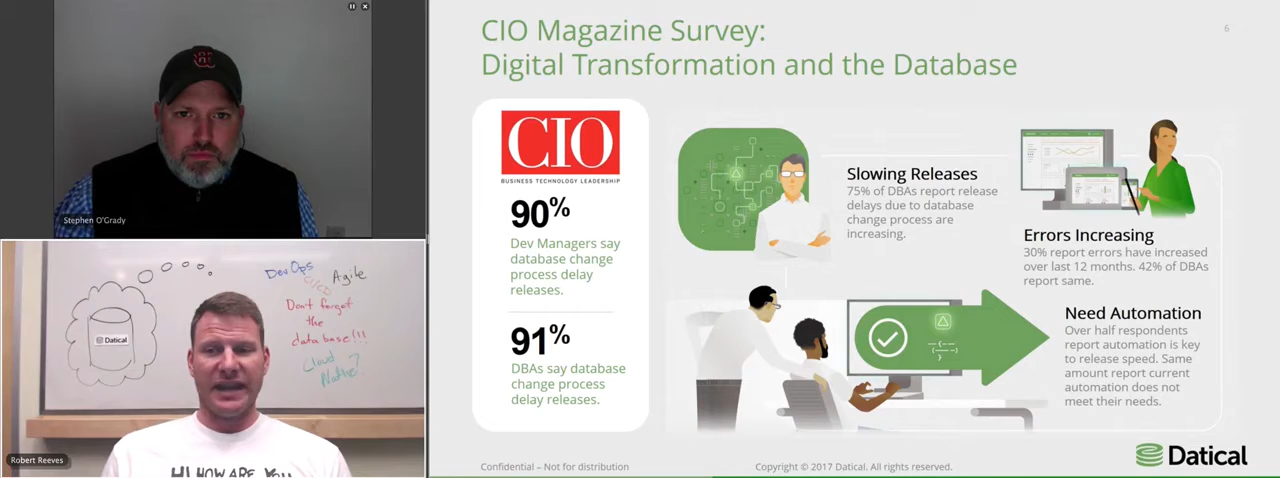 Stephen O'Grady
DevOps
CI/CD
Agile
Don't forget
the
database!!!
Cloud
Native?
Datical
Robert Reeves
HI, HOW ARE YOU
CIO Magazine Survey:
Digital Transformation and the Database
6
CIO
BUSINESS TECHNOLOGY LEADERSHIP
90%
Dev Managers say
database change
process delay
releases.
91%
DBAs say database
change process
delay releases.
Slowing Releases
75% of DBAs report release
delays due to database
change process are
increasing.
Errors Increasing
30% report errors have increased
over last 12 months. 42% of DBAs
report same.
Need Automation
Over half respondents
report automation is key
to release speed. Same
amount report current
automation does not
meet their needs.
Confidential – Not for distribution
Copyright © 2017 Datical. All rights reserved.
Datical